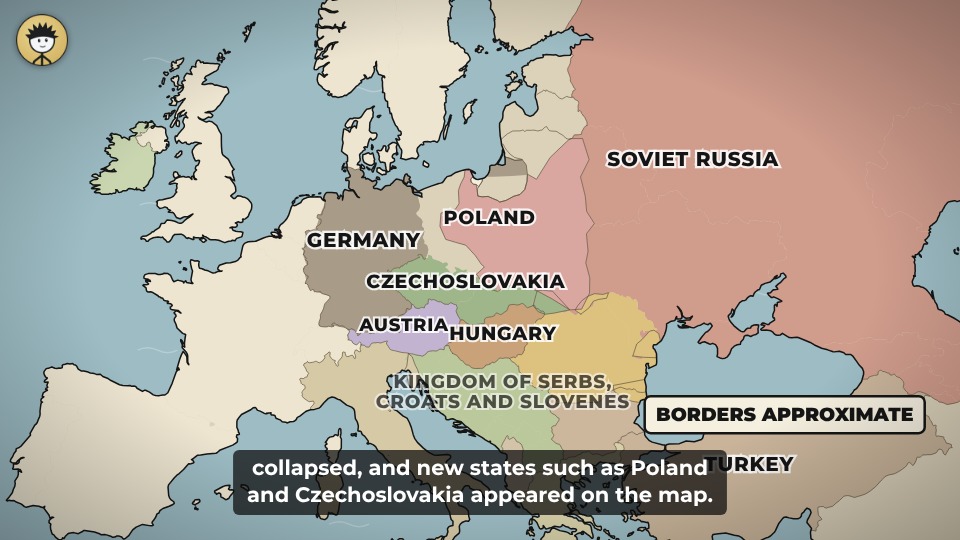 SOVIET RUSSIA
POLAND
GERMANY
CZECHOSLOVAKIA
AUSTRIA
HUNGARY
KINGDOM OF SERBS,
CROATS AND SLOVENES
BORDERS APPROXIMATE
TURKEY
collapsed, and new states such as Poland
and Czechoslovakia appeared on the map.